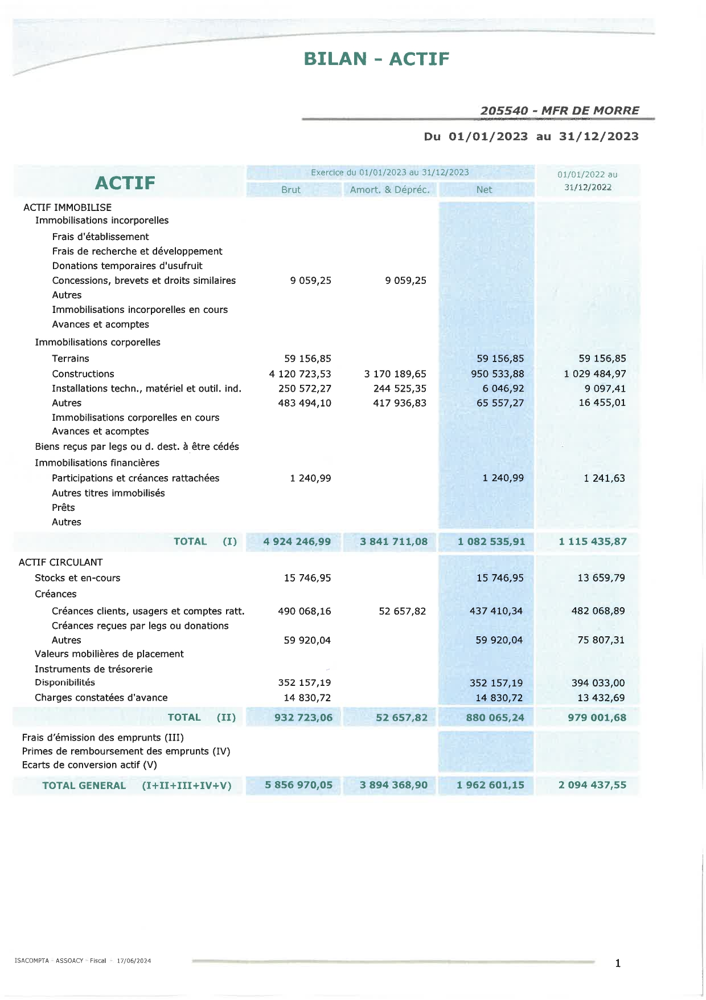 BILAN - ACTIF
205540 - MFR DE MORRE
Du 01/01/2023 au 31/12/2023
ACTIF
Exercice du 01/01/2023 au 31/12/2023
01/01/2022 au 31/12/2022
Brut Amort. & Dépréc. Net
ACTIF IMMOBILISE
Immobilisations incorporelles
Frais d'établissement
Frais de recherche et développement
Donations temporaires d'usufruit
Concessions, brevets et droits similaires 9 059,25 9 059,25
Autres
Immobilisations incorporelles en cours
Avances et acomptes
Immobilisations corporelles
Terrains 59 156,85 59 156,85 59 156,85
Constructions 4 120 723,53 3 170 189,65 950 533,88 1 029 484,97
Installations techn., matériel et outil. ind. 250 572,27 244 525,35 6 046,92 9 097,41
Autres 483 494,10 417 936,83 65 557,27 16 455,01
Immobilisations corporelles en cours
Avances et acomptes
Biens reçus par legs ou d. dest. à être cédés
Immobilisations financières
Participations et créances rattachées 1 240,99 1 240,99 1 241,63
Autres titres immobilisés
Prêts
Autres
TOTAL (I) 4 924 246,99 3 841 711,08 1 082 535,91 1 115 435,87
ACTIF CIRCULANT
Stocks et en-cours 15 746,95 15 746,95 13 659,79
Créances
Créances clients, usagers et comptes ratt. 490 068,16 52 657,82 437 410,34 482 068,89
Créances reçues par legs ou donations
Autres 59 920,04 59 920,04 75 807,31
Valeurs mobilières de placement
Instruments de trésorerie
Disponibilités 352 157,19 352 157,19 394 033,00
Charges constatées d'avance 14 830,72 14 830,72 13 432,69
TOTAL (II) 932 723,06 52 657,82 880 065,24 979 001,68
Frais d'émission des emprunts (III)
Primes de remboursement des emprunts (IV)
Ecarts de conversion actif (V)
TOTAL GENERAL (I+II+III+IV+V) 5 856 970,05 3 894 368,90 1 962 601,15 2 094 437,55
ISACOMPTA - ASSOACY - Fiscal - 17/06/2024
1